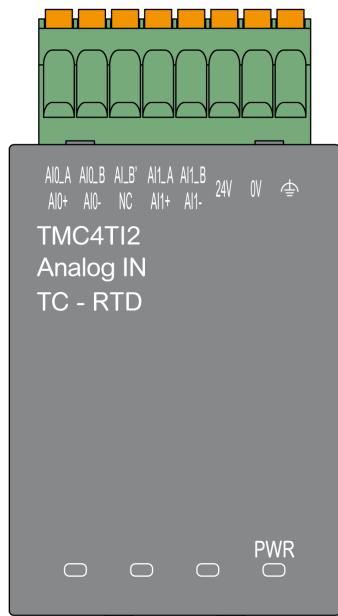 AI0_A AI0_B AI_B' AI1_A AI1_B 24V 0V
AI0+ AI0- NC AI1+ AI1-
TMC4TI2
Analog IN
TC - RTD
PWR